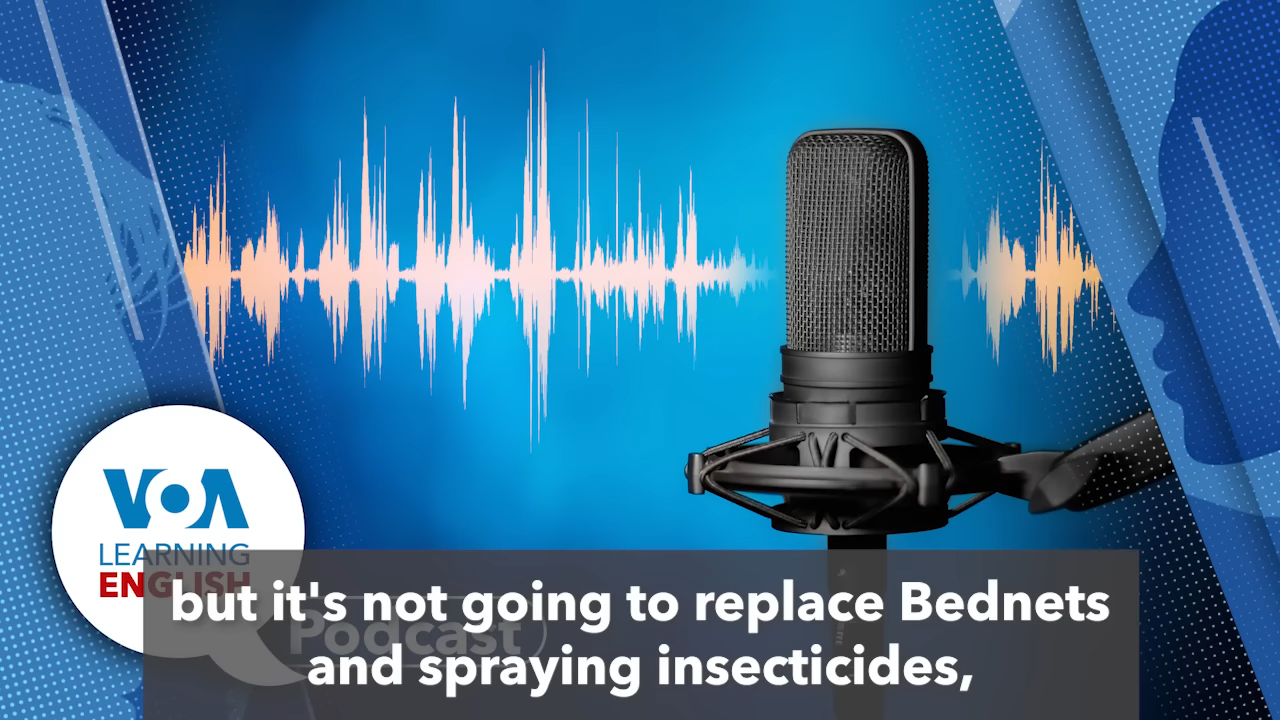 VOA
LEARNING
ENGLISH
Podcast
but it's not going to replace Bednets
and spraying insecticides,